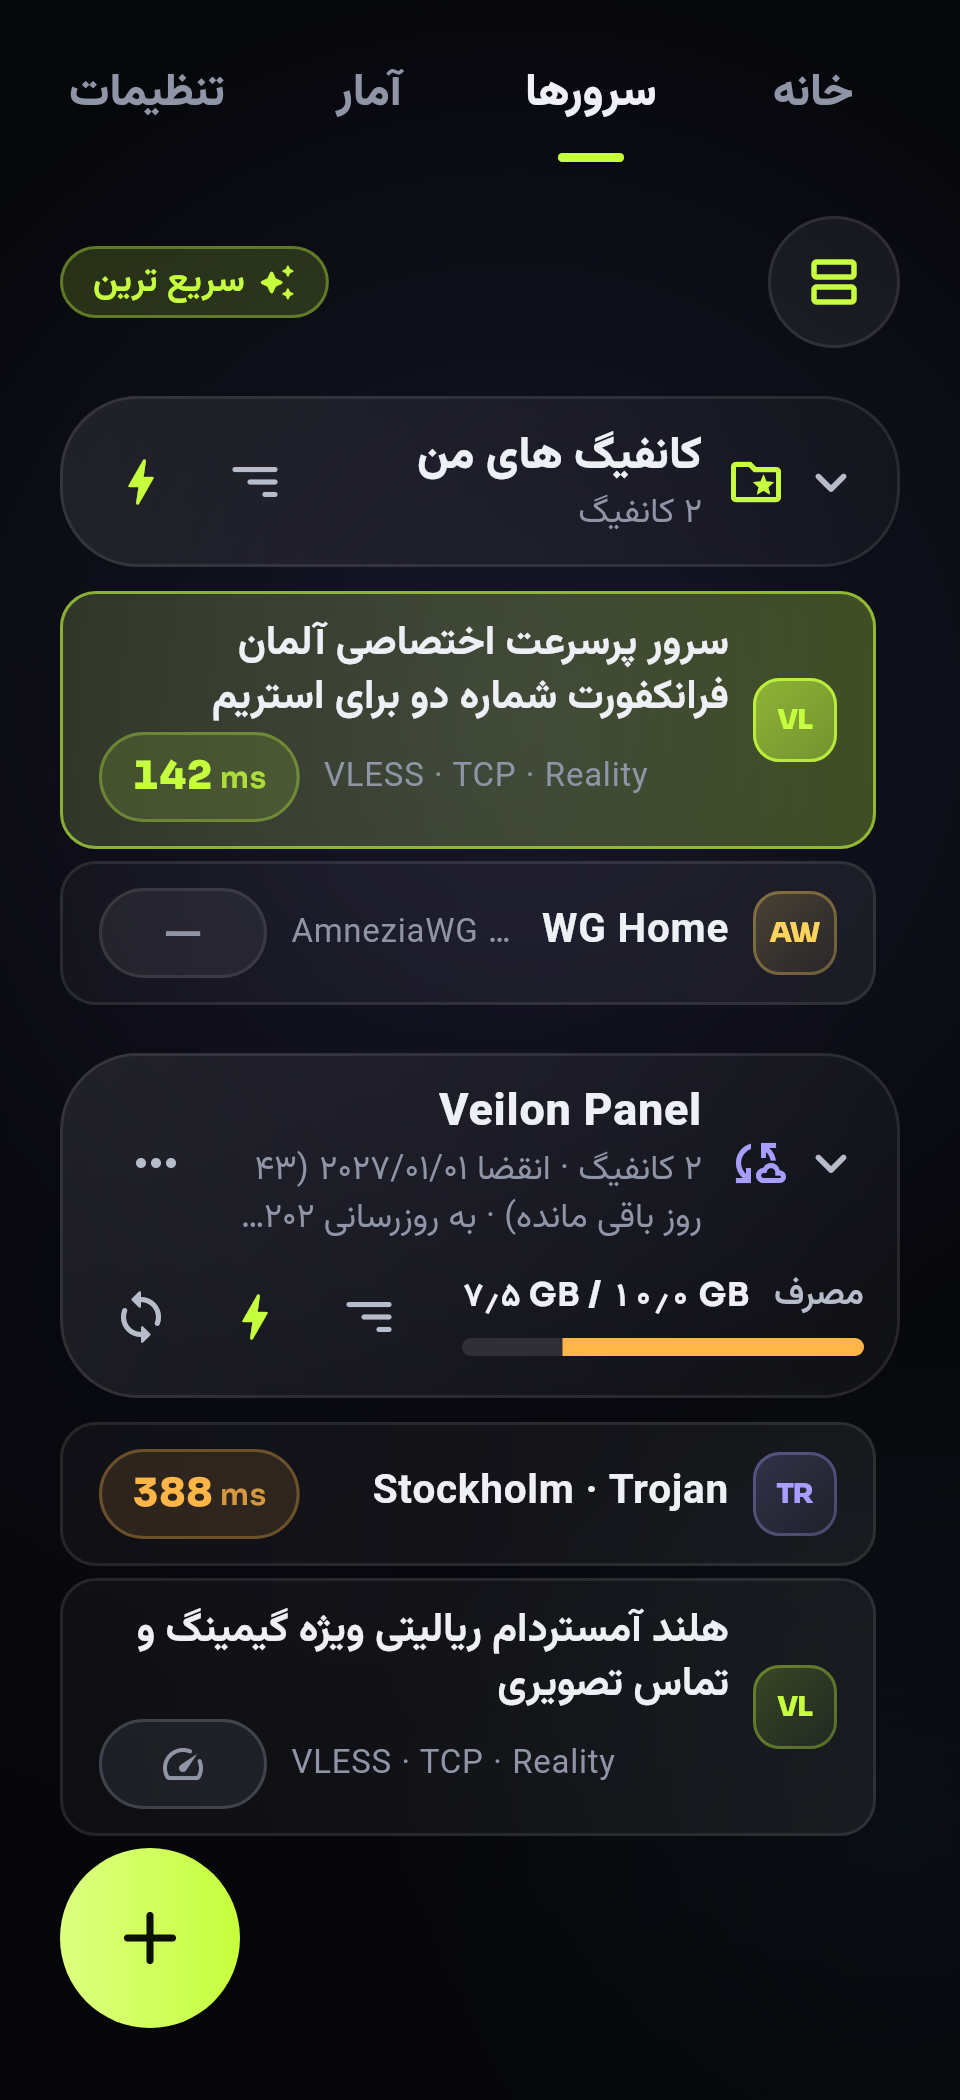 خانه
سرورها
آمار
تنظیمات
سریع ترین
کانفیگ های من
۲ کانفیگ
سرور پرسرعت اختصاصی آلمان
فرانکفورت شماره دو برای استریم
VL
VLESS · TCP · Reality
142 ms
AW
WG Home
AmneziaWG ...
—
Veilon Panel
۲ کانفیگ · انقضا ۲۰۲۷/۰۱/۰۱ (۴۳
روز باقی مانده) · به روزرسانی ۲۰۲...
مصرف
۷٫۵ GB / ۱۰٫۰ GB
TR
Stockholm · Trojan
388 ms
هلند آمستردام ریالیتی ویژه گیمینگ و
تماس تصویری
VL
VLESS · TCP · Reality